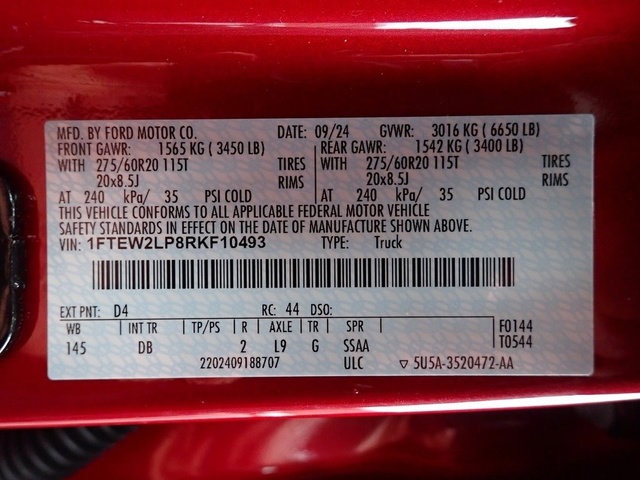 MFD. BY FORD MOTOR CO. DATE: 09/24 GVWR: 3016 KG ( 6650 LB)
FRONT GAWR: 1565 KG ( 3450 LB) REAR GAWR: 1542 KG ( 3400 LB)
WITH 275/60R20 115T TIRES WITH 275/60R20 115T TIRES
20x8.5J RIMS 20x8.5J RIMS
AT 240 kPa/ 35 PSI COLD AT 240 kPa/ 35 PSI COLD
THIS VEHICLE CONFORMS TO ALL APPLICABLE FEDERAL MOTOR VEHICLE
SAFETY STANDARDS IN EFFECT ON THE DATE OF MANUFACTURE SHOWN ABOVE.
VIN: 1FTEW2LP8RKF10493 TYPE: Truck
EXT PNT: D4 RC: 44 DSO:
WB INT TR TP/PS R AXLE TR SPR F0144
145 DB 2 L9 G SSAA T0544
2202409188707 ULC ▽ 5U5A-3520472-AA